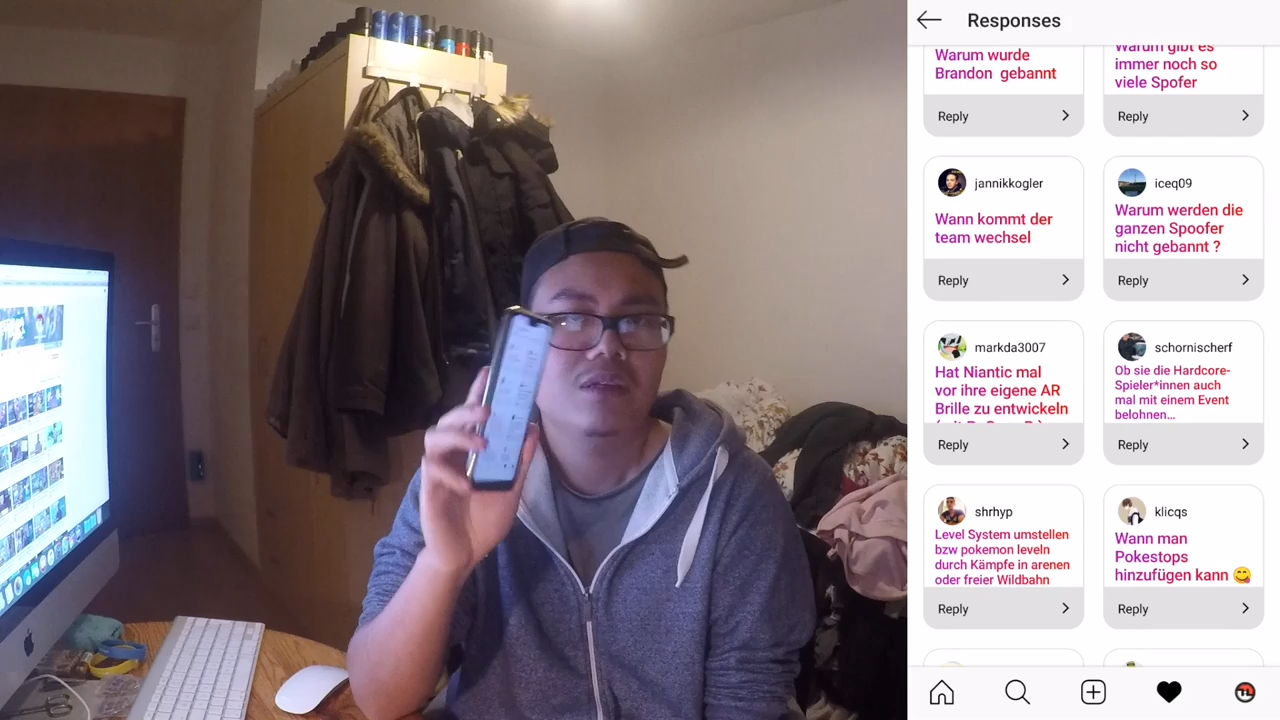 Responses
Warum wurde
Brandon gebannt
Reply
Warum gibt es
immer noch so
viele Spofer
Reply
jannikkogler
Wann kommt der
team wechsel
Reply
iceq09
Warum werden die
ganzen Spoofer
nicht gebannt ?
Reply
markda3007
Hat Niantic mal
vor ihre eigene AR
Brille zu entwickeln
Reply
schornischerf
Ob sie die Hardcore-
Spieler*innen auch
mal mit einem Event
belohnen...
Reply
shrhyp
Level System umstellen
bzw pokemon leveln
durch Kämpfe in arenen
oder freier Wildbahn
Reply
klicqs
Wann man
Pokestops
hinzufügen kann 😋
Reply